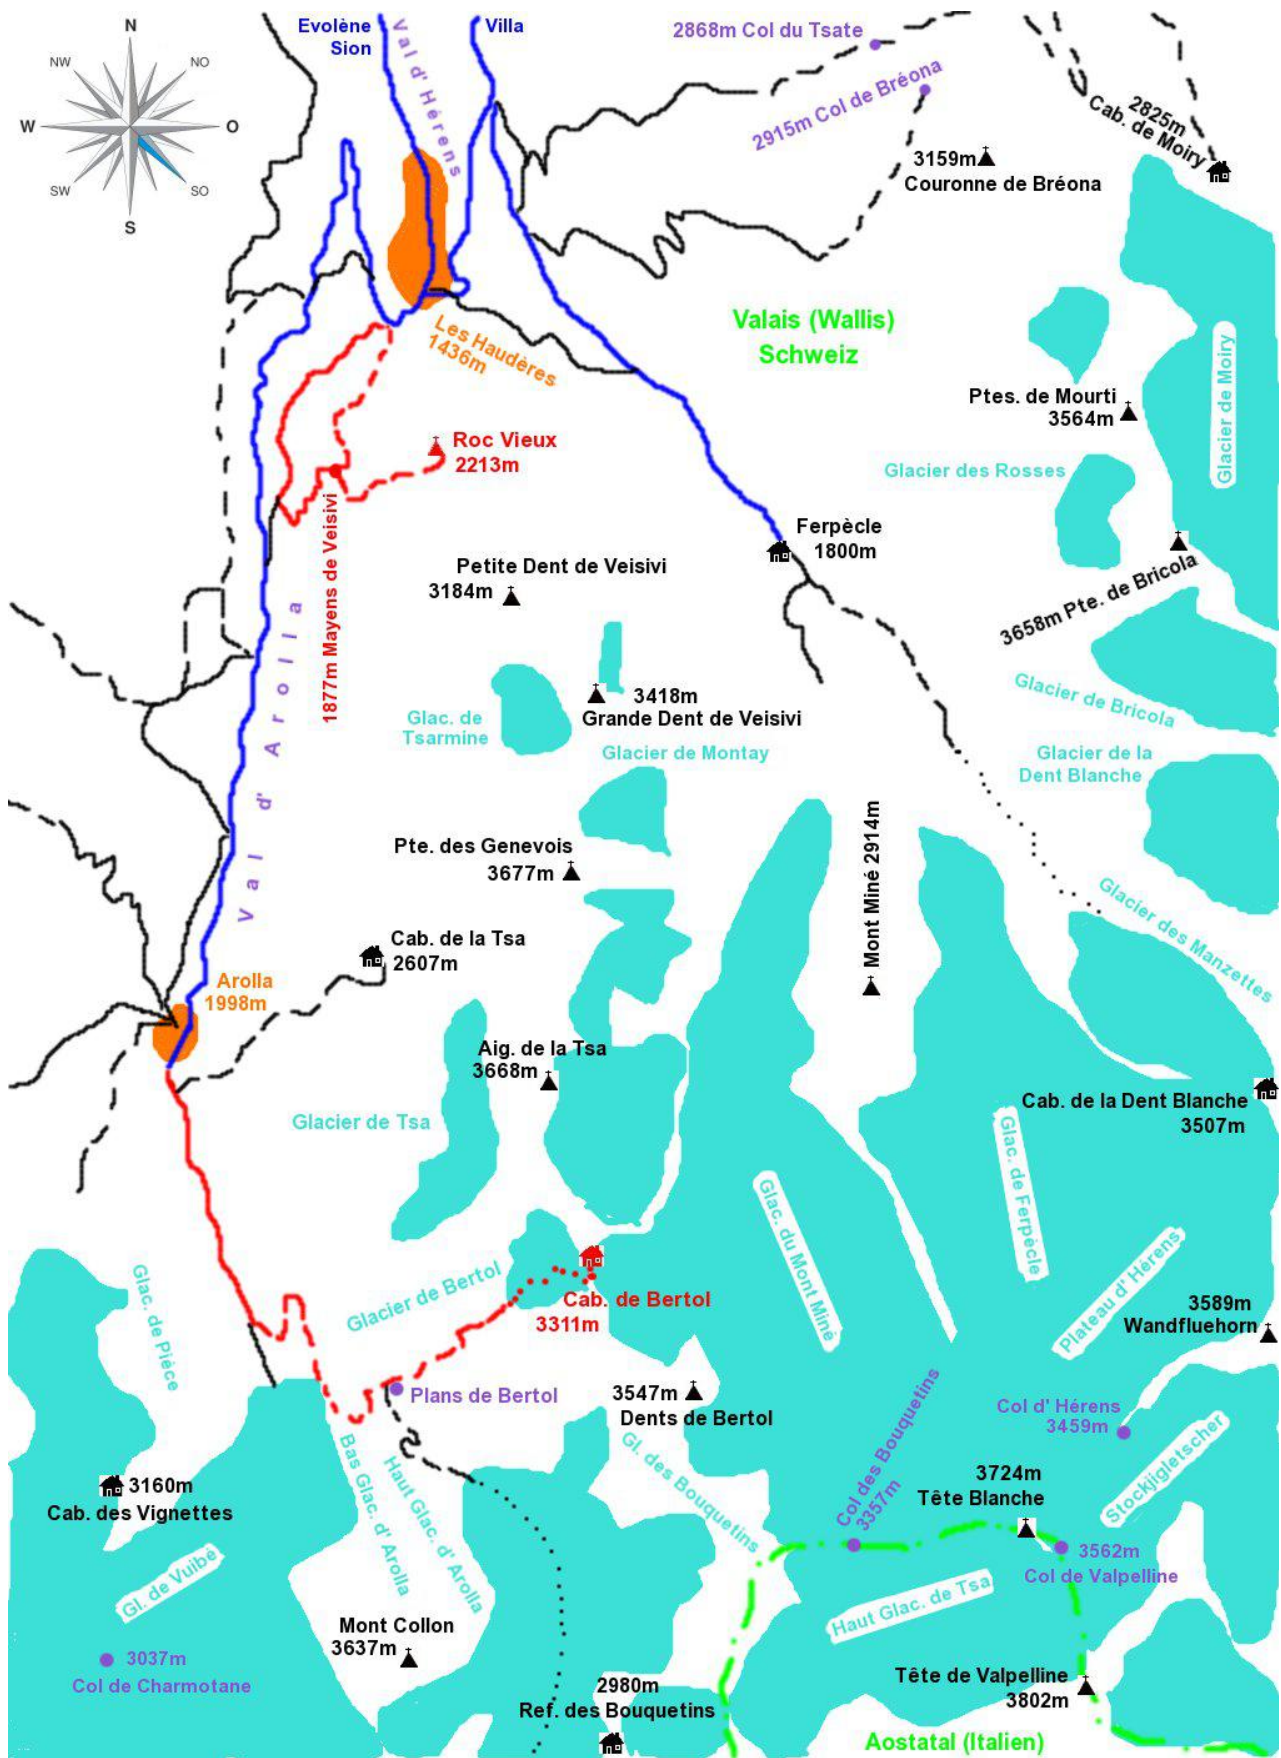 N
NW
NO
W
O
SW
SO
S
Evolène
Sion
Val d' Hérens
Villa
2868m Col du Tsate
2915m Col de Bréona
2825m
Cab. de Moiry
3159m
Couronne de Bréona
Valais (Wallis)
Schweiz
Les Haudères
1436m
Glacier de Moiry
Ptes. de Mourti
3564m
Roc Vieux
2213m
Glacier des Rosses
1877m Mayens de Veisivi
Ferpècle
1800m
Petite Dent de Veisivi
3184m
3658m Pte. de Bricola
Val d' Arolla
Glac. de
Tsarmine
3418m
Grande Dent de Veisivi
Glacier de Montay
Glacier de Bricola
Glacier de la
Dent Blanche
Pte. des Genevois
3677m
Mont Miné 2914m
Glacier des Manzettes
Cab. de la Tsa
2607m
Arolla
1998m
Aig. de la Tsa
3668m
Glacier de Tsa
Cab. de la Dent Blanche
3507m
Glac. de Ferpècle
Glac. du Mont Miné
Plateau d' Hérens
Glac. de Pièce
Glacier de Bertol
Cab. de Bertol
3311m
3589m
Wandfluehorn
Plans de Bertol
3547m
Dents de Bertol
Col d' Hérens
3459m
Bas Glac. d' Arolla
Haut Glac. d' Arolla
Gl. des Bouquetins
Col des Bouquetins
3357m
3724m
Tête Blanche
Stockjigletscher
3160m
Cab. des Vignettes
3562m
Col de Valpelline
Gl. de Vuibé
Haut Glac. de Tsa
Mont Collon
3637m
3037m
Col de Charmotane
2980m
Ref. des Bouquetins
Tête de Valpelline
3802m
Aostatal (Italien)